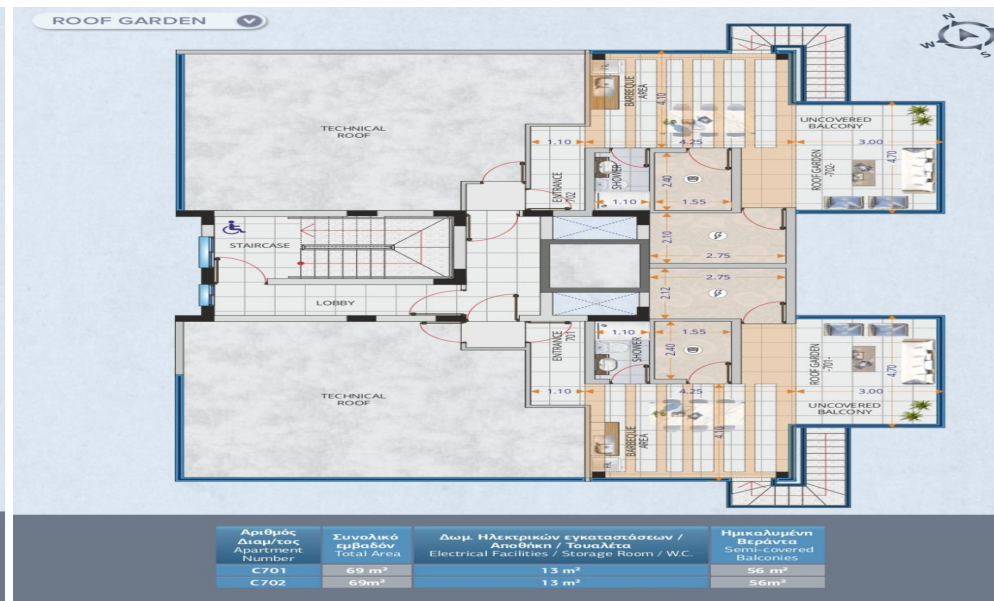 ROOF GARDEN
N
W
S
TECHNICAL
ROOF
BARBEQUE
AREA
4.10
UNCOVERED
BALCONY
1.10
4.25
3.00
ENTRANCE
702
SHOWER
2.40
1.10
1.55
ROOF GARDEN
-702-
4.70
STAIRCASE
2.10
2.75
LOBBY
2.75
2.12
ENTRANCE
701
1.10
SHOWER
1.55
2.40
ROOF GARDEN
-701-
4.70
1.10
4.25
3.00
TECHNICAL
ROOF
BARBEQUE
AREA
4.10
UNCOVERED
BALCONY
Αριθμός
Διαμ/τος
Apartment
Number
Συνολικό
εμβαδόν
Total Area
Δωμ. Ηλεκτρικών εγκαταστάσεων /
Αποθήκη / Τουαλέτα
Electrical Facilities / Storage Room / W.C.
Ημικαλυμένη
Βεράντα
Semi-covered
Balconies
C701 69 m² 13 m² 56 m²
C702 69m² 13 m² 56m²